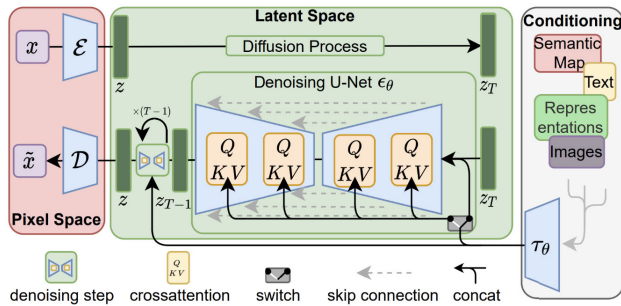 Latent Space
Conditioning
x
ℰ
Diffusion Process
Semantic
Map
z
z_T
Denoising U-Net ϵ_θ
Text
×(T−1)
Repres
entations
Images
Q
KV
Q
KV
Q
KV
Q
KV
x̃
𝒟
z
z_{T−1}
z_T
Pixel Space
τ_θ
Q
KV
denoising step
crossattention
switch
skip connection
concat